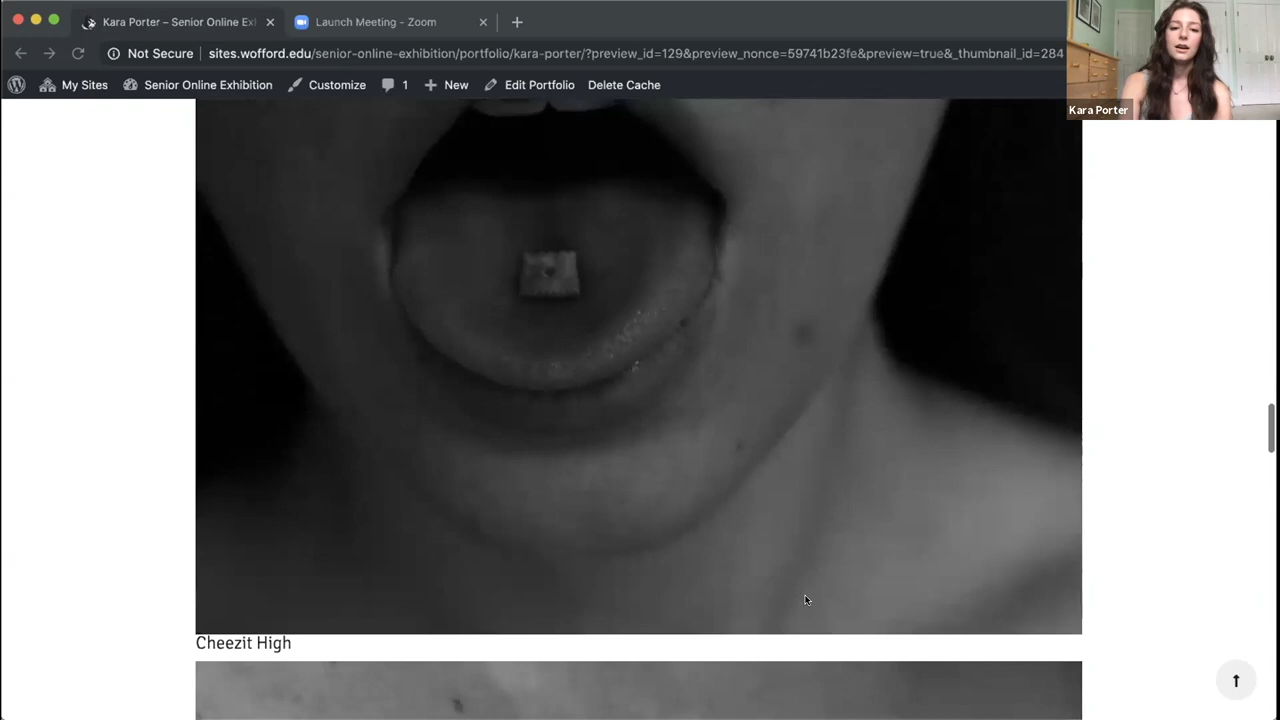 Kara Porter – Senior Online Exl
Launch Meeting - Zoom
Not Secure
sites.wofford.edu/senior-online-exhibition/portfolio/kara-porter/?preview_id=129&preview_nonce=59741b23fe&preview=true&_thumbnail_id=284
My Sites
Senior Online Exhibition
Customize
1
New
Edit Portfolio
Delete Cache
Kara Porter
Cheezit High